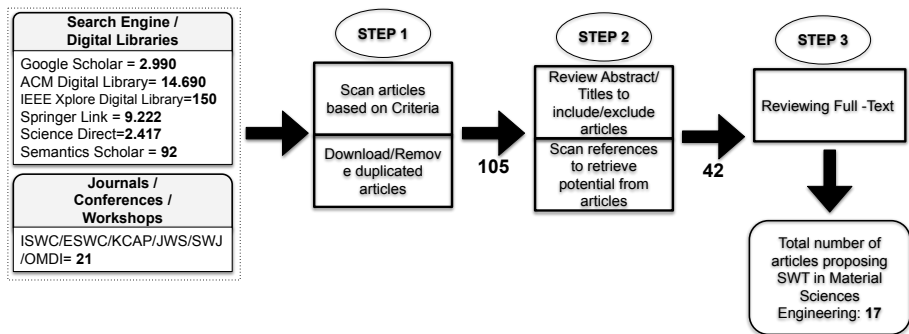 Search Engine /
Digital Libraries
Google Scholar = 2.990
ACM Digital Library= 14.690
IEEE Xplore Digital Library=150
Springer Link = 9.222
Science Direct=2.417
Semantics Scholar = 92
Journals /
Conferences /
Workshops
ISWC/ESWC/KCAP/JWS/SWJ
/OMDI= 21
STEP 1
Scan articles
based on Criteria
Download/Remov
e duplicated
articles
105
STEP 2
Review Abstract/
Titles to
include/exclude
articles
Scan references
to retrieve
potential from
articles
42
STEP 3
Reviewing Full -Text
Total number of
articles proposing
SWT in Material
Sciences
Engineering: 17